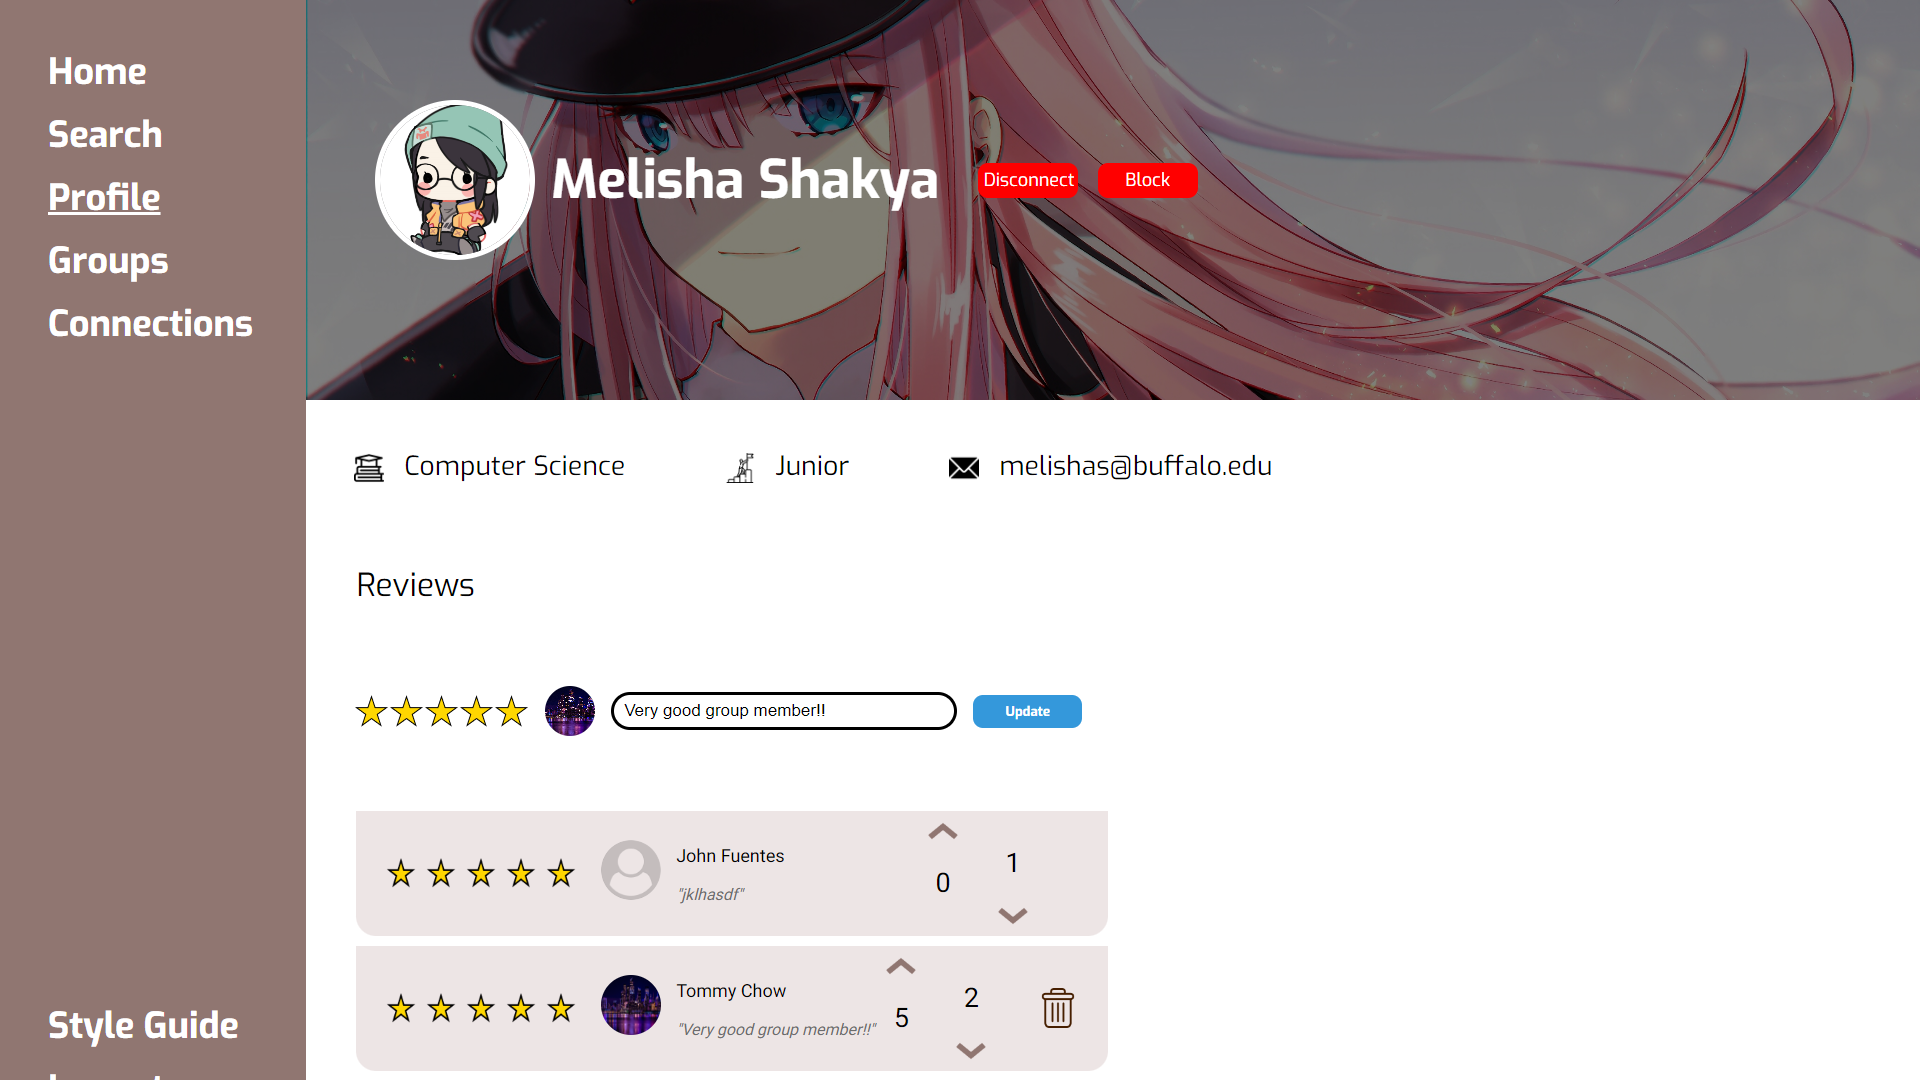 Home
Search
Profile
Groups
Connections
Style Guide
Melisha Shakya
Disconnect
Block
Computer Science
Junior
melishas@buffalo.edu
Reviews
Very good group member!!
Update
John Fuentes
"jklhasdf"
0
1
Tommy Chow
"Very good group member!!"
5
2